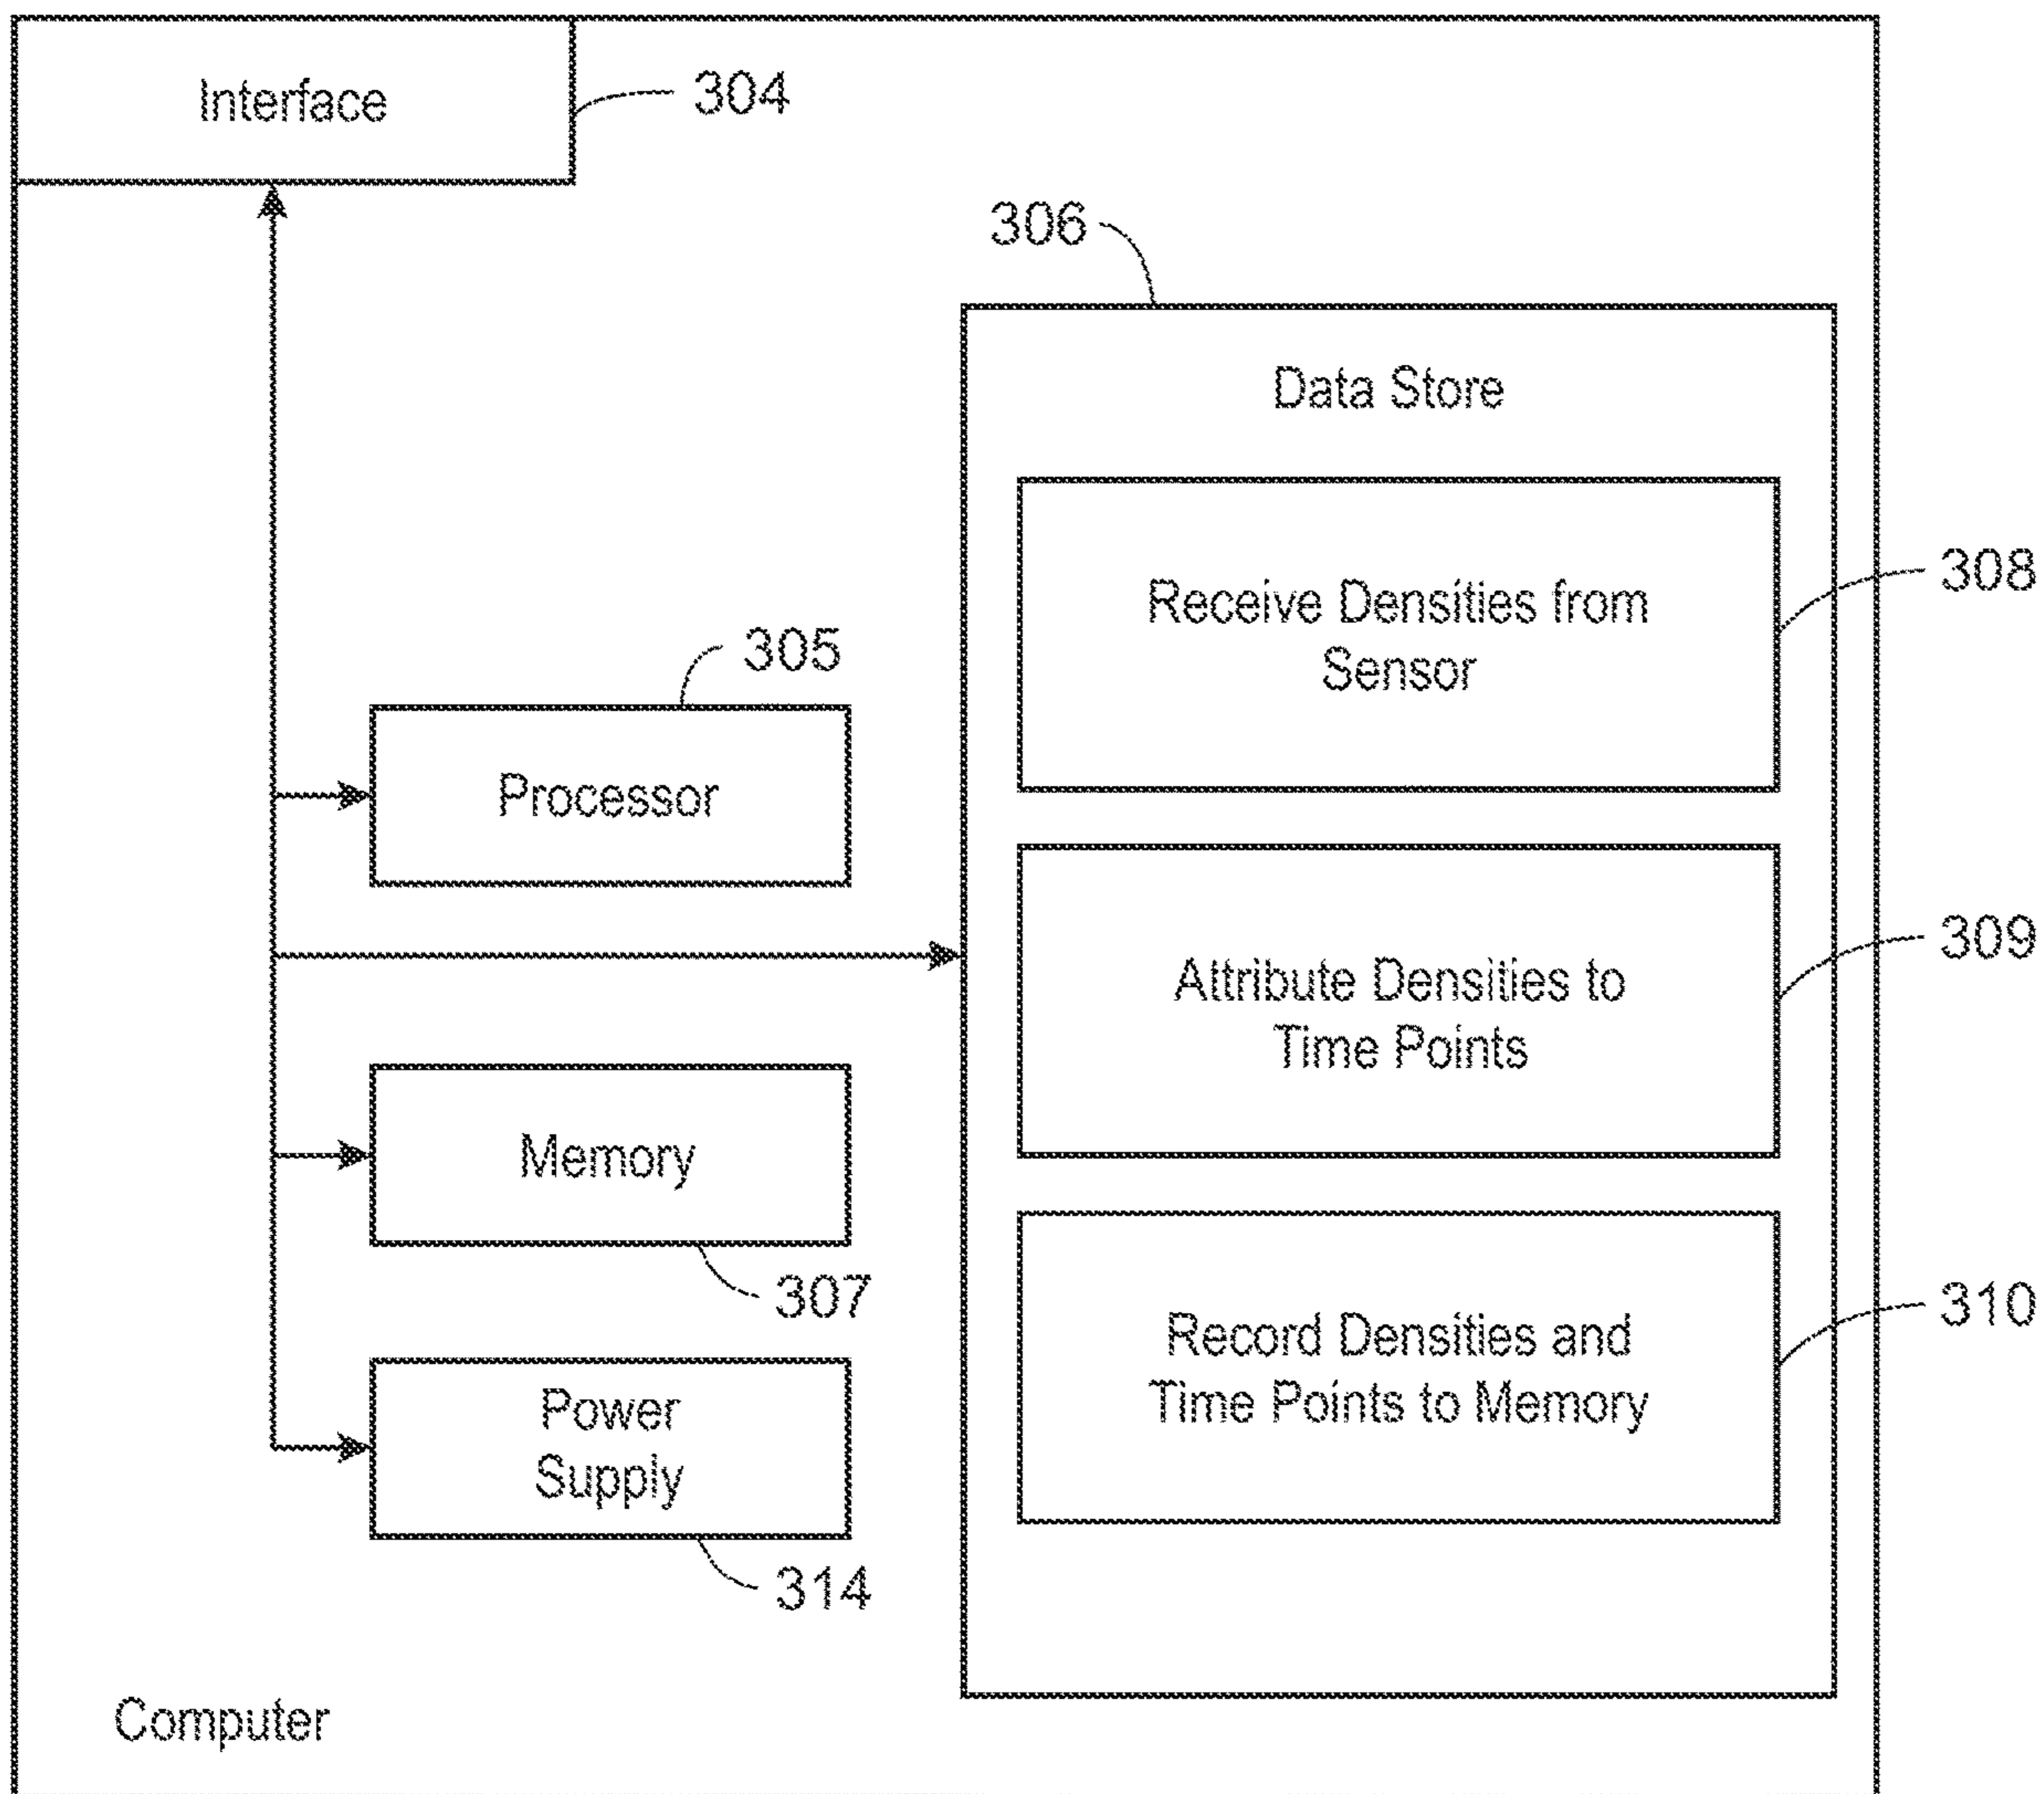 Interface
304
306
Data Store
Receive Densities from
Sensor
308
305
Processor
Attribute Densities to
Time Points
309
Memory
307
Record Densities and
Time Points to Memory
310
Power
Supply
314
Computer